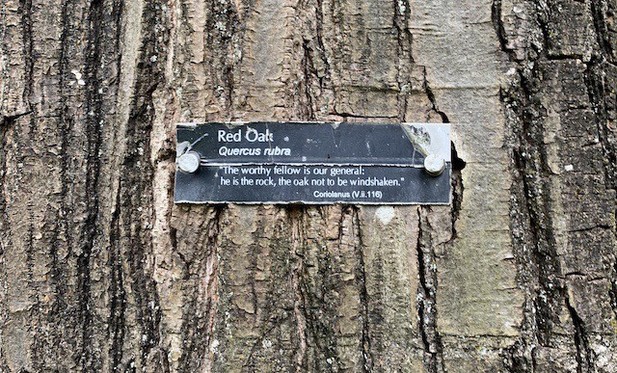 Red Oak
Quercus rubra
"The worthy fellow is our general:
he is the rock, the oak not to be windshaken."
Coriolanus (V.ii.116)